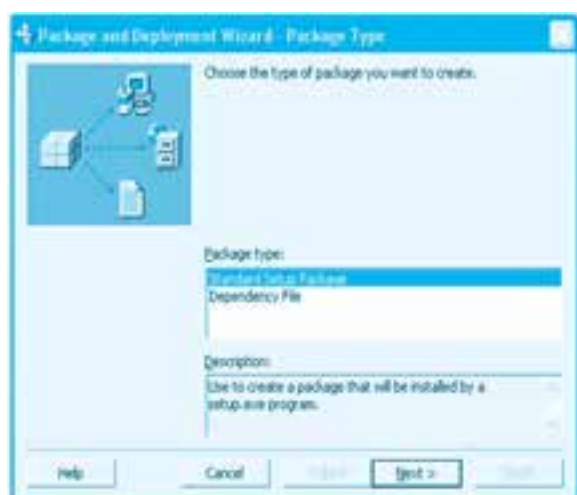 Package and Deployment Wizard - Package Type
Choose the type of package you want to create.
Package type:
Standard Setup Package
Dependency File
Description:
Use to create a package that will be installed by a
setup.exe program.
Help
Cancel
Next >